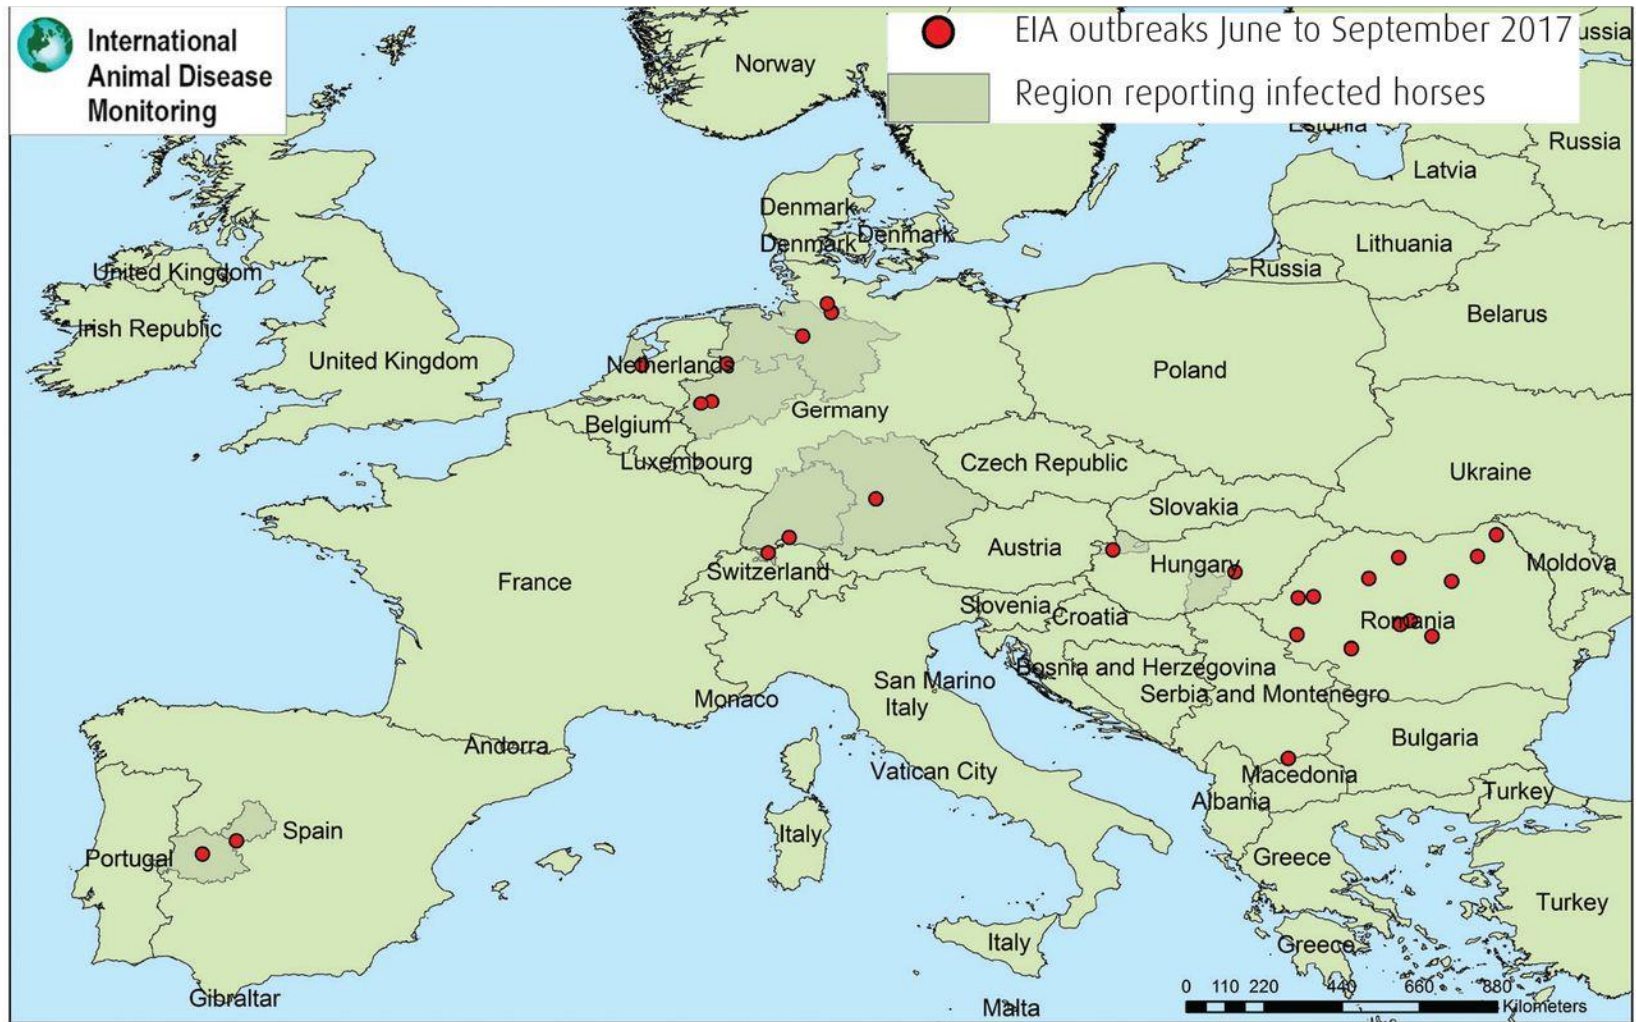 International
Animal Disease
Monitoring
EIA outbreaks June to September 2017
Region reporting infected horses
ussia
Norway
Estonia
Russia
Latvia
Denmark
Denmark
Denmark
Lithuania
Russia
United Kingdom
Irish Republic
Belarus
United Kingdom
Netherlands
Poland
Germany
Belgium
Luxembourg
Czech Republic
Ukraine
Slovakia
Austria
Hungary
Moldova
France
Switzerland
Slovenia
Croatia
Romania
Bosnia and Herzegovina
San Marino
Serbia and Montenegro
Monaco
Italy
Andorra
Bulgaria
Vatican City
Macedonia
Albania
Turkey
Spain
Italy
Portugal
Greece
Turkey
Italy
Greece
Gibraltar
Malta
0 110 220 440 660 880
Kilometers